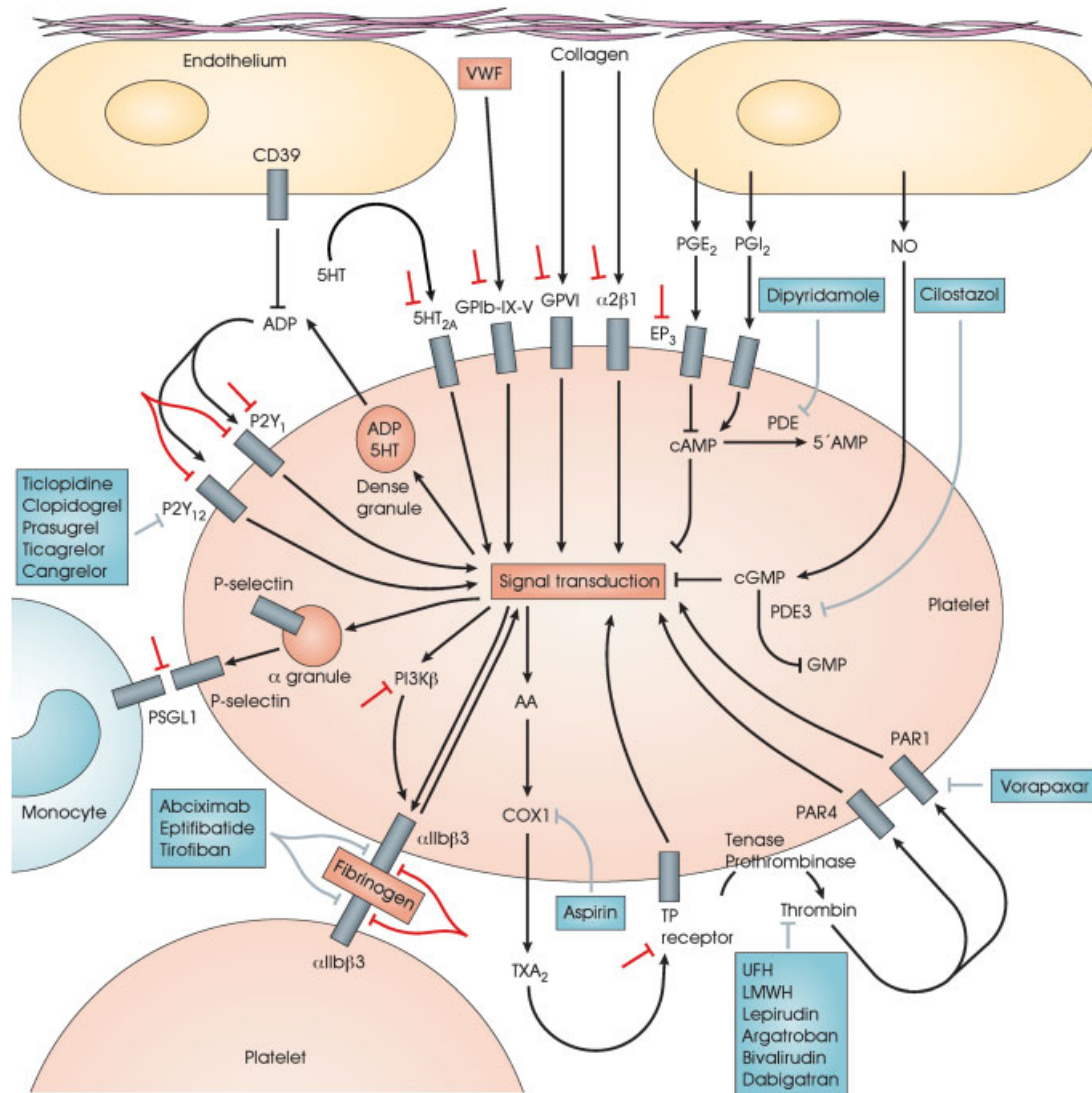 Endothelium
VWF
Collagen
CD39
5HT
PGE2
PGI2
NO
Dipyridamole
Cilostazol
ADP
5HT2A
GPIb-IX-V
GPVI
α2β1
EP3
P2Y1
ADP
5HT
Dense
granule
cAMP
PDE
5´AMP
Ticlopidine
Clopidogrel
Prasugrel
Ticagrelor
Cangrelor
P2Y12
P-selectin
Signal transduction
cGMP
PDE3
Platelet
GMP
α granule
P-selectin
PSGL1
PI3Kβ
AA
PAR1
Monocyte
Abciximab
Eptifibatide
Tirofiban
αIIbβ3
COX1
PAR4
Vorapaxar
Tenase
Prothrombinase
Fibrinogen
Aspirin
TP
receptor
Thrombin
αIIbβ3
TXA2
UFH
LMWH
Lepirudin
Argatroban
Bivalirudin
Dabigatran
Platelet